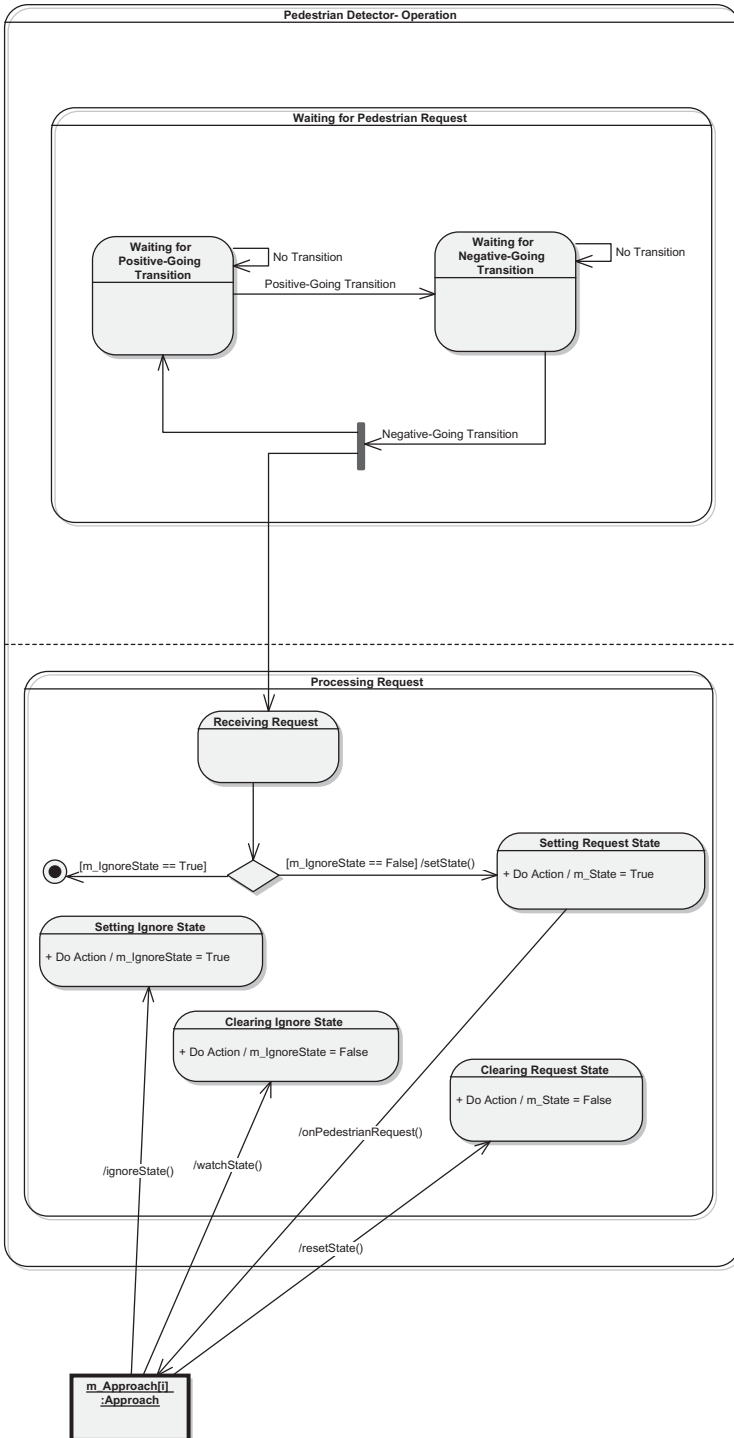 Pedestrian Detector- Operation
Waiting for Pedestrian Request
Waiting for
Positive-Going
Transition
No Transition
Waiting for
Negative-Going
Transition
No Transition
Positive-Going Transition
Negative-Going Transition
Processing Request
Receiving Request
[m_IgnoreState == True]
[m_IgnoreState == False] /setState()
Setting Request State
+ Do Action / m_State = True
Setting Ignore State
+ Do Action / m_IgnoreState = True
Clearing Ignore State
+ Do Action / m_IgnoreState = False
Clearing Request State
+ Do Action / m_State = False
/onPedestrianRequest()
/ignoreState()
/watchState()
/resetState()
m_Approach[i]
:Approach